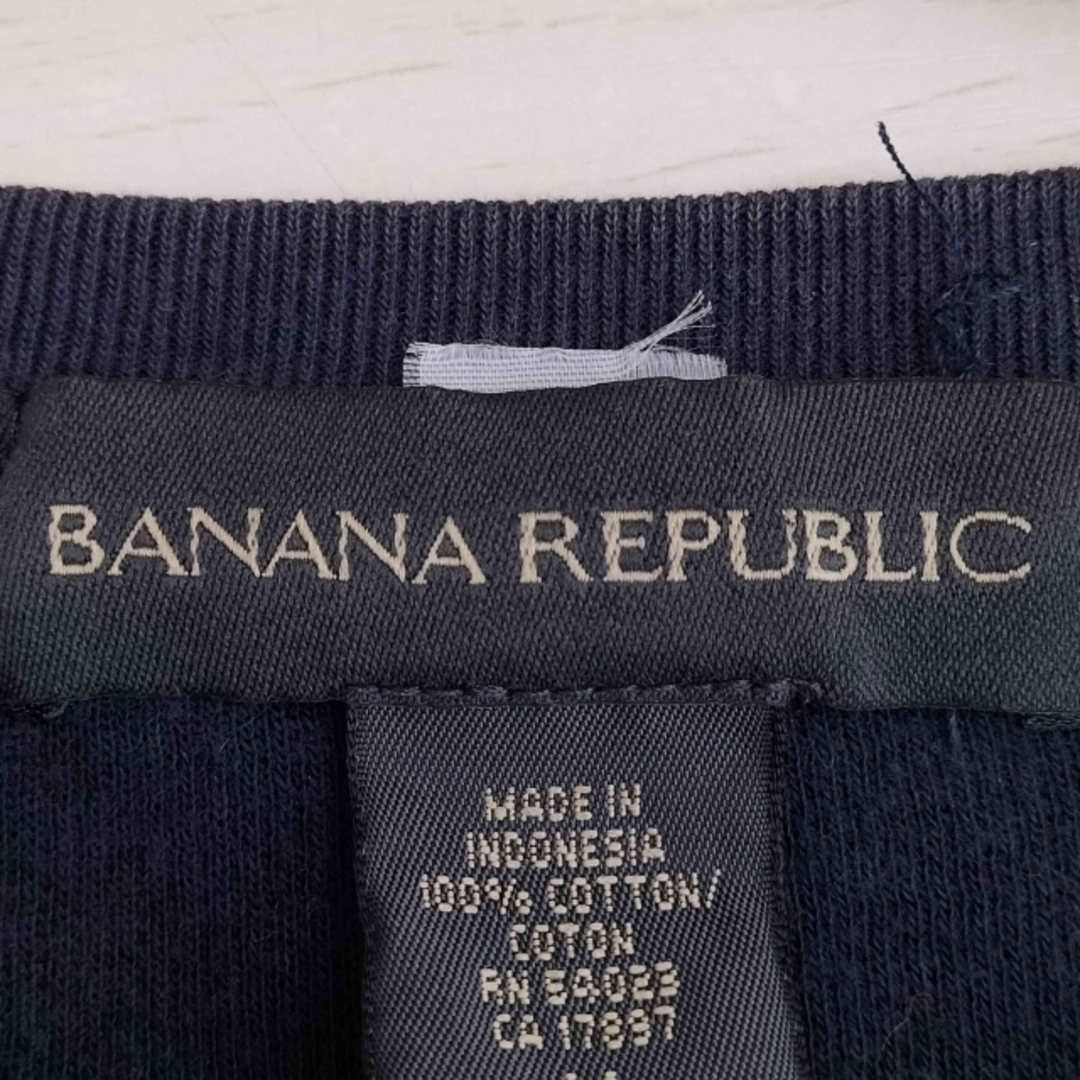 BANANA REPUBLIC
MADE IN
INDONESIA
100% COTTON/
COTON
RN 54023
CA 17897